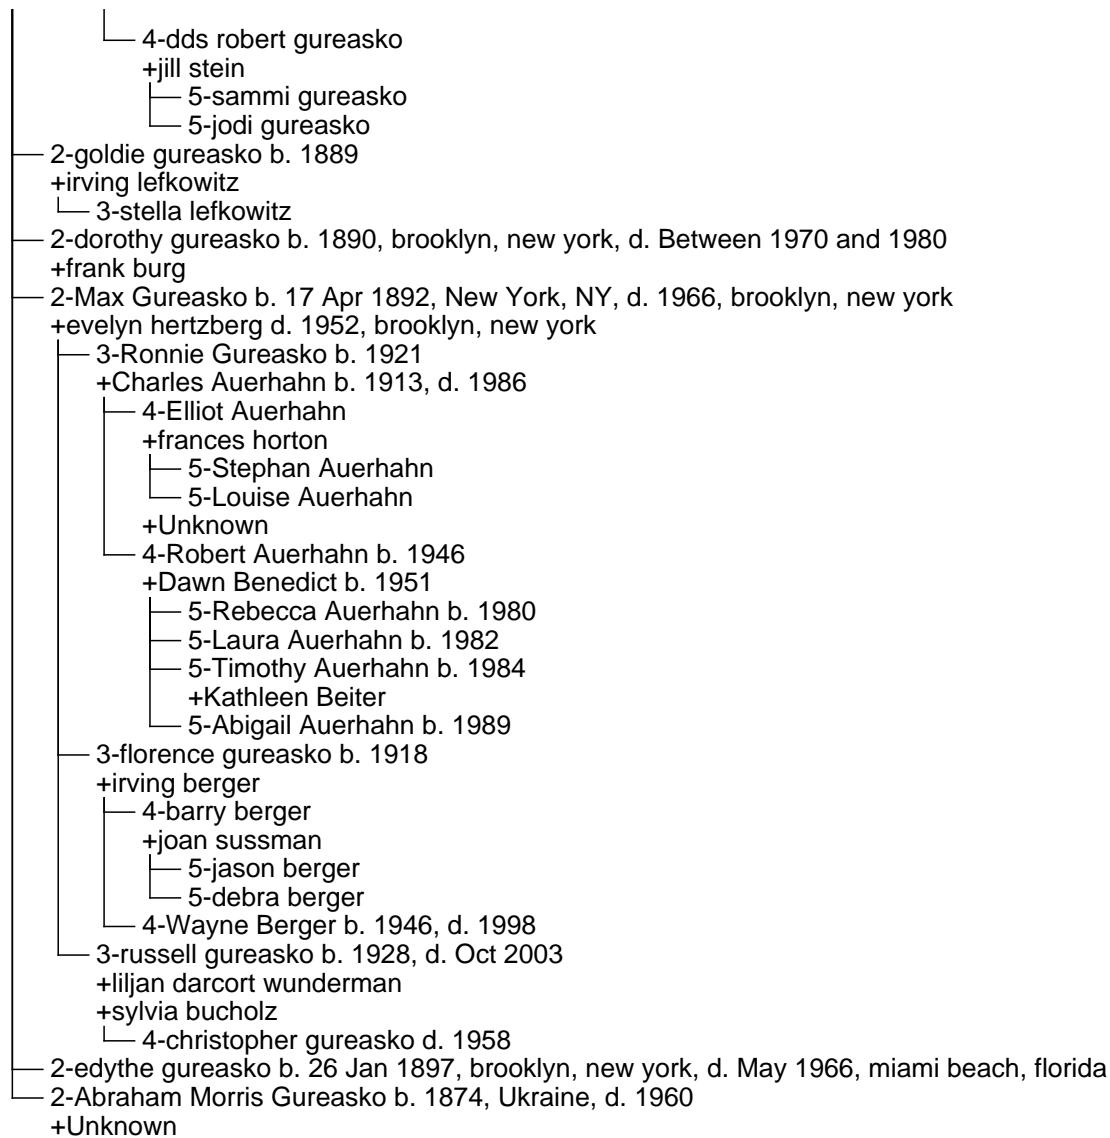 4-dds robert gureasko
+jill stein
5-sammi gureasko
5-jodi gureasko
2-goldie gureasko b. 1889
+irving lefkowitz
3-stella lefkowitz
2-dorothy gureasko b. 1890, brooklyn, new york, d. Between 1970 and 1980
+frank burg
2-Max Gureasko b. 17 Apr 1892, New York, NY, d. 1966, brooklyn, new york
+evelyn hertzberg d. 1952, brooklyn, new york
3-Ronnie Gureasko b. 1921
+Charles Auerhahn b. 1913, d. 1986
4-Elliot Auerhahn
+frances horton
5-Stephan Auerhahn
5-Louise Auerhahn
+Unknown
4-Robert Auerhahn b. 1946
+Dawn Benedict b. 1951
5-Rebecca Auerhahn b. 1980
5-Laura Auerhahn b. 1982
5-Timothy Auerhahn b. 1984
+Kathleen Beiter
5-Abigail Auerhahn b. 1989
3-florence gureasko b. 1918
+irving berger
4-barry berger
+joan sussman
5-jason berger
5-debra berger
4-Wayne Berger b. 1946, d. 1998
3-russell gureasko b. 1928, d. Oct 2003
+liljan darcort wunderman
+sylvia bucholz
4-christopher gureasko d. 1958
2-edythe gureasko b. 26 Jan 1897, brooklyn, new york, d. May 1966, miami beach, florida
2-Abraham Morris Gureasko b. 1874, Ukraine, d. 1960
+Unknown